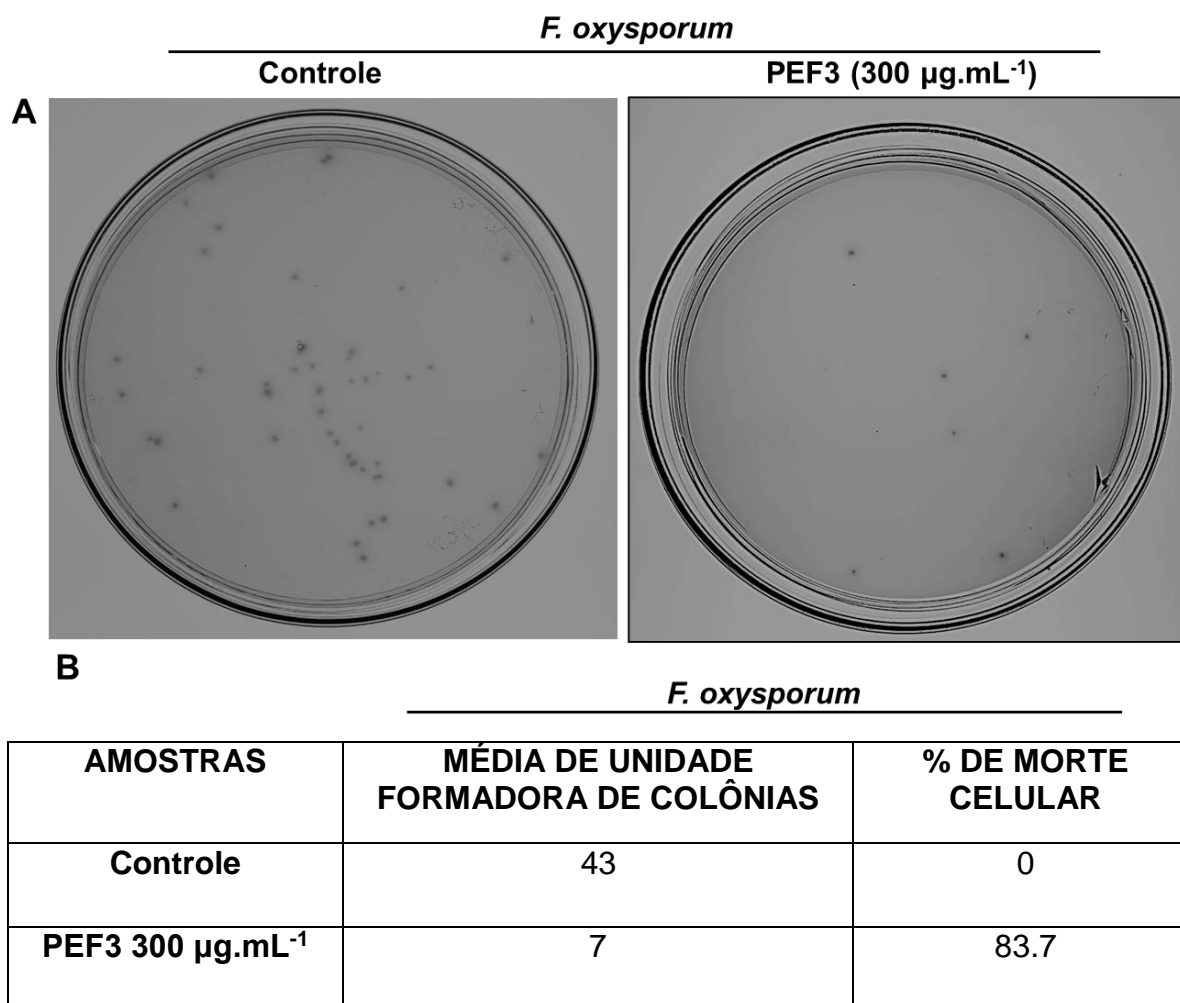 F. oxysporum
Controle PEF3 (300 µg.mL⁻¹)
A
B
F. oxysporum
AMOSTRAS MÉDIA DE UNIDADE FORMADORA DE COLÔNIAS % DE MORTE CELULAR
Controle 43 0
PEF3 300 µg.mL⁻¹ 7 83.7